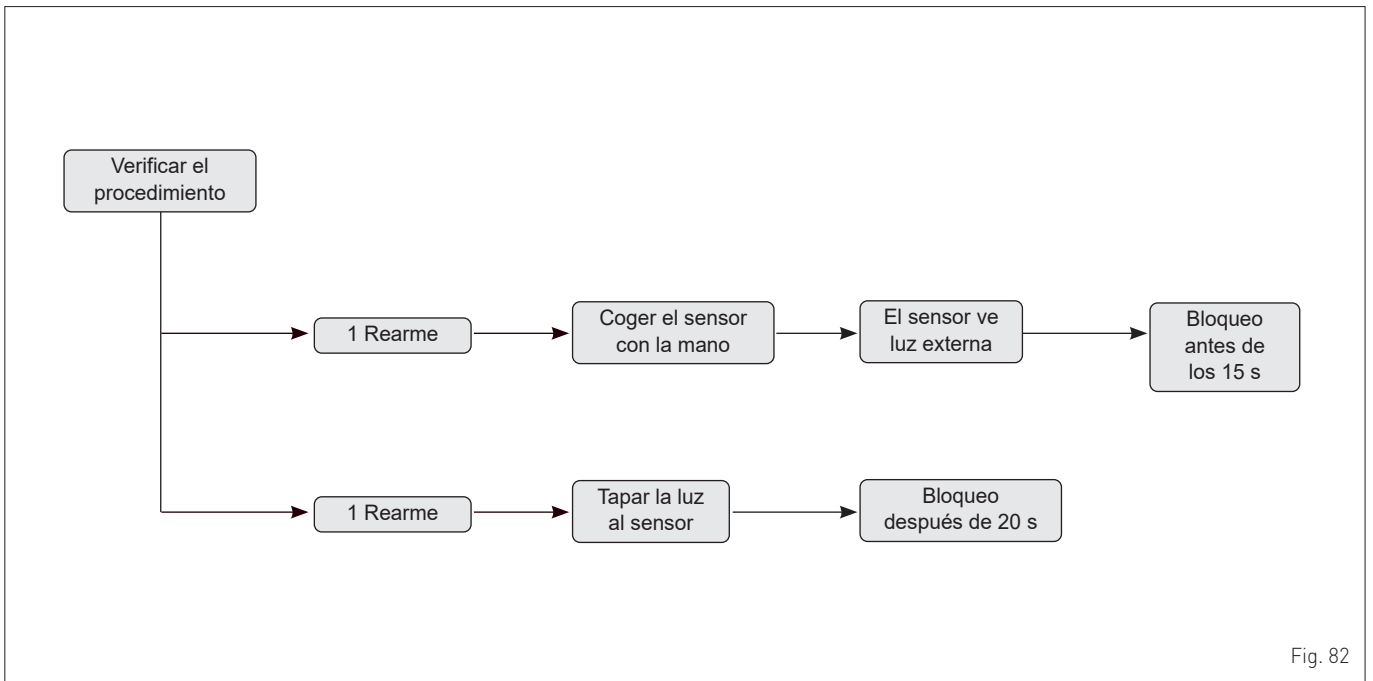 Verificar el
procedimiento
1 Rearme
Coger el sensor
con la mano
El sensor ve
luz externa
Bloqueo
antes de
los 15 s
1 Rearme
Tapar la luz
al sensor
Bloqueo
después de 20 s
Fig. 82